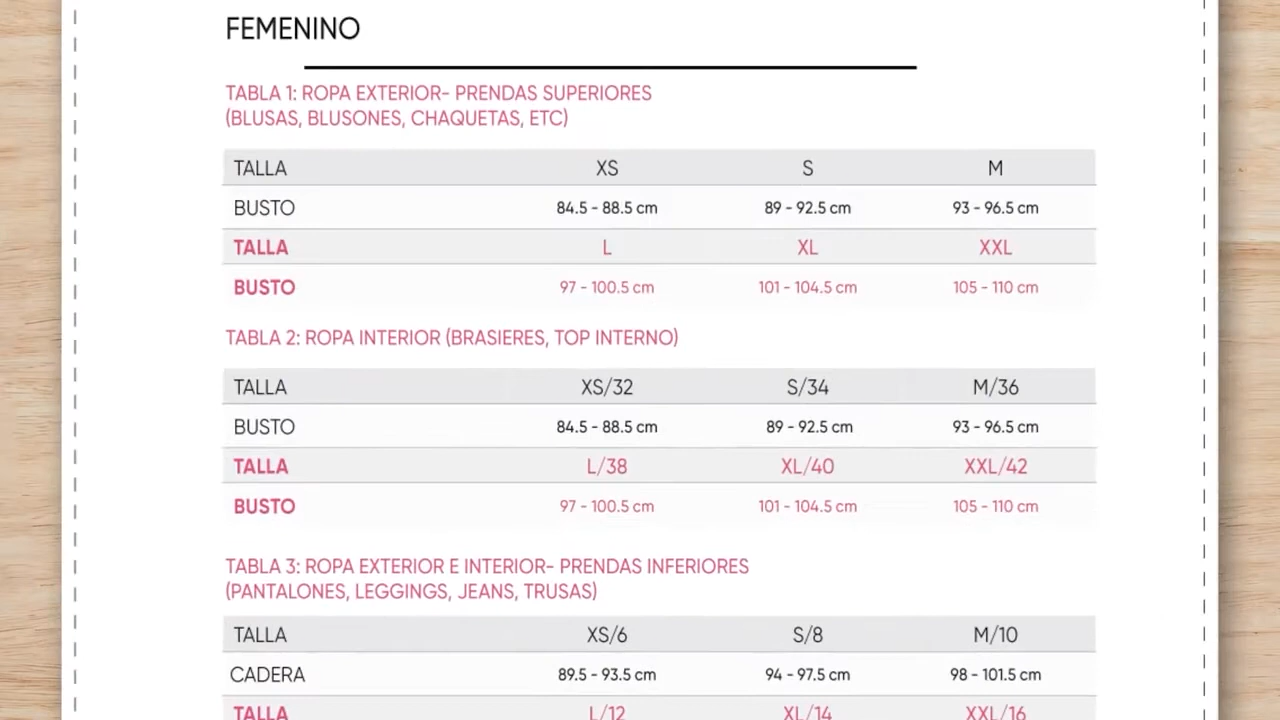 FEMENINO
TABLA 1: ROPA EXTERIOR- PRENDAS SUPERIORES
(BLUSAS, BLUSONES, CHAQUETAS, ETC)
TALLA XS S M
BUSTO 84.5 - 88.5 cm 89 - 92.5 cm 93 - 96.5 cm
TALLA L XL XXL
BUSTO 97 - 100.5 cm 101 - 104.5 cm 105 - 110 cm
TABLA 2: ROPA INTERIOR (BRASIERES, TOP INTERNO)
TALLA XS/32 S/34 M/36
BUSTO 84.5 - 88.5 cm 89 - 92.5 cm 93 - 96.5 cm
TALLA L/38 XL/40 XXL/42
BUSTO 97 - 100.5 cm 101 - 104.5 cm 105 - 110 cm
TABLA 3: ROPA EXTERIOR E INTERIOR- PRENDAS INFERIORES
(PANTALONES, LEGGINGS, JEANS, TRUSAS)
TALLA XS/6 S/8 M/10
CADERA 89.5 - 93.5 cm 94 - 97.5 cm 98 - 101.5 cm
TALLA L/12 XL/14 XXL/16